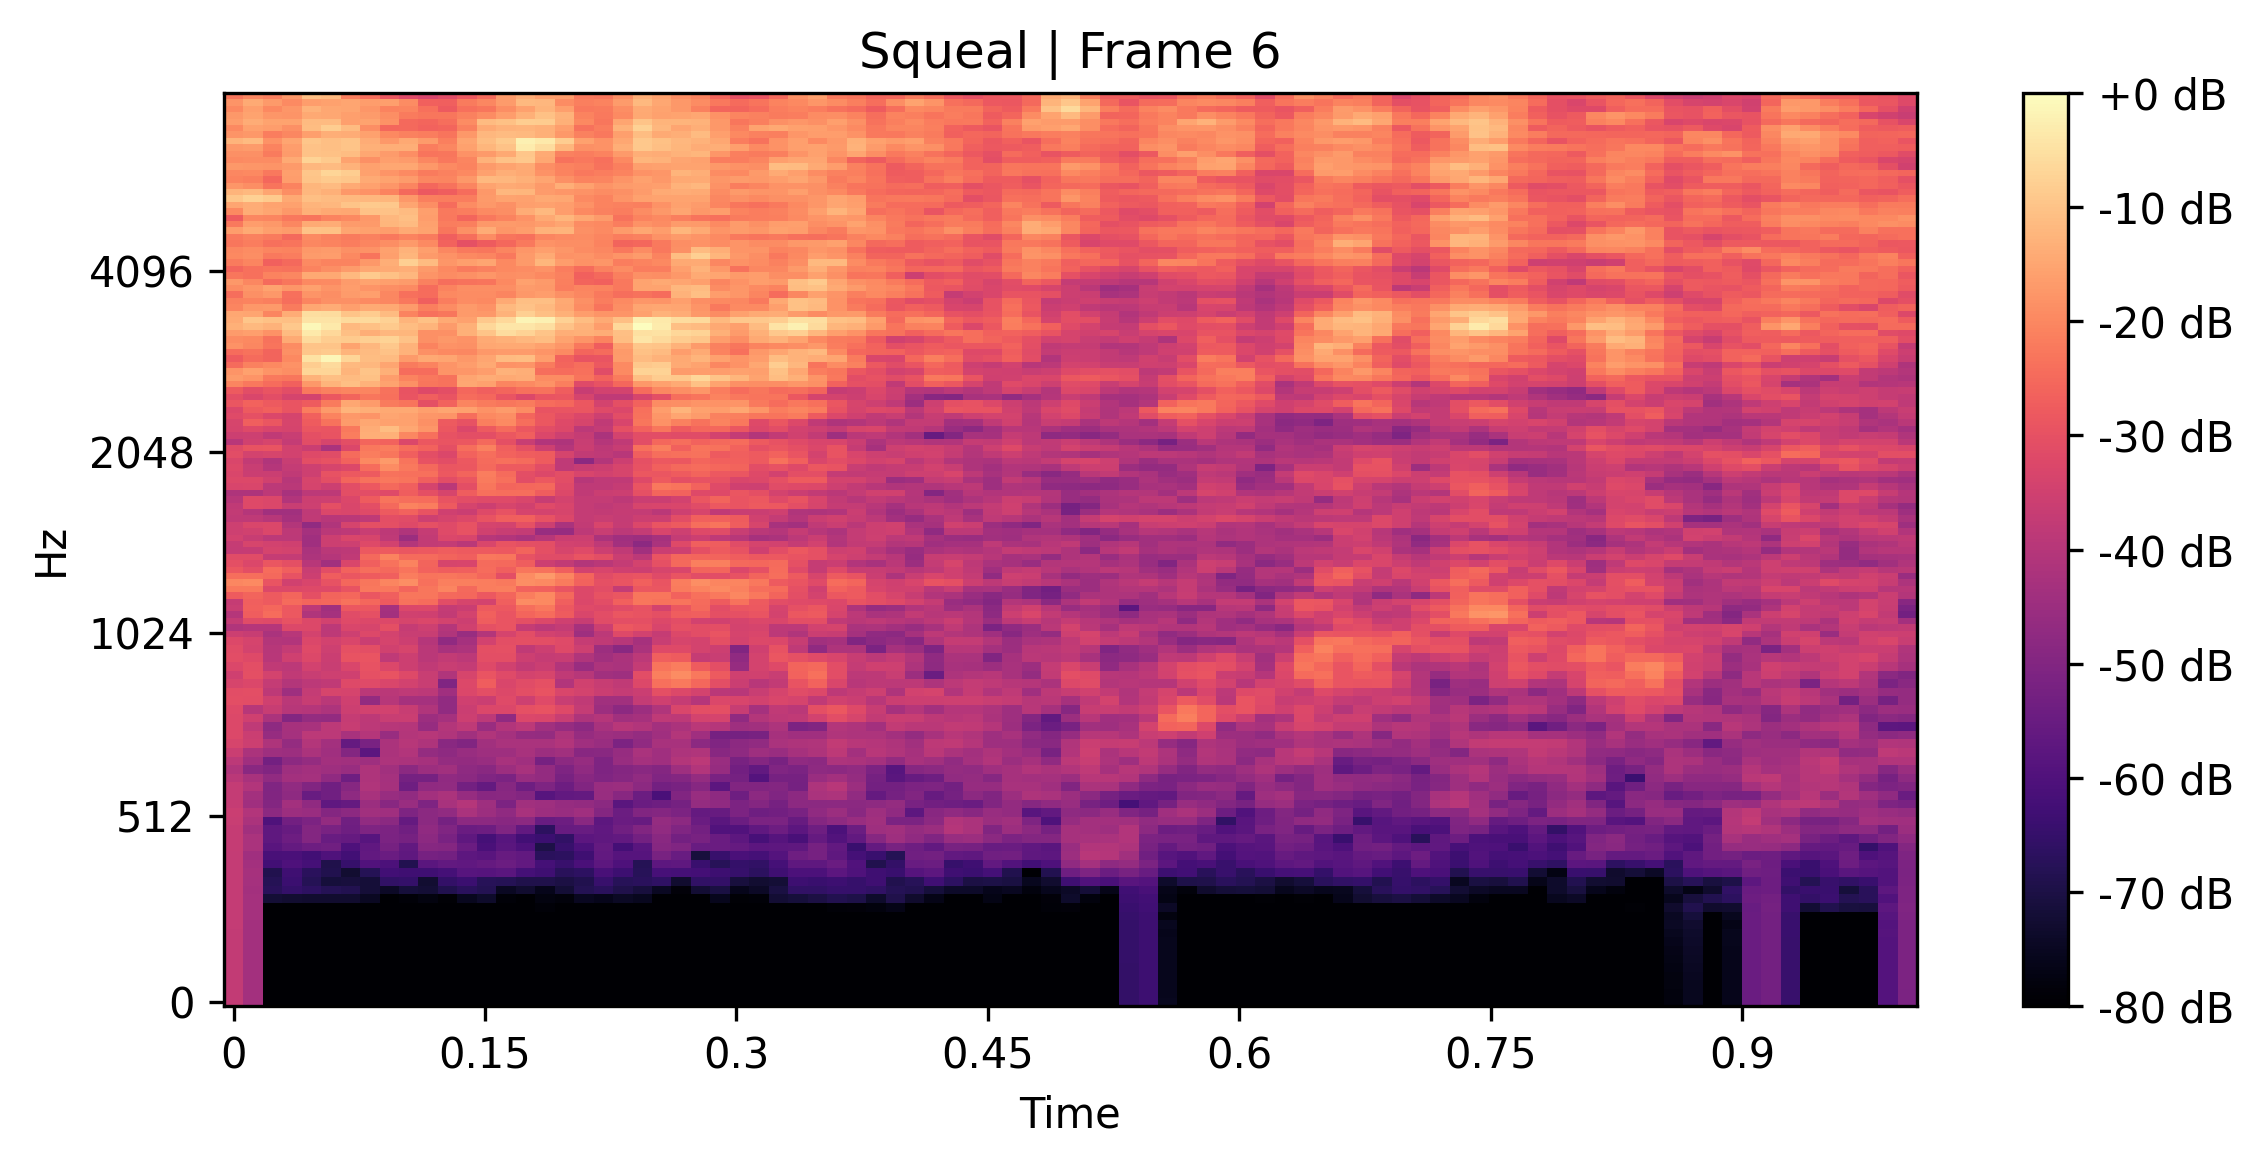 Squeal | Frame 6
Hz
4096
2048
1024
512
0
0 0.15 0.3 0.45 0.6 0.75 0.9
Time
+0 dB
-10 dB
-20 dB
-30 dB
-40 dB
-50 dB
-60 dB
-70 dB
-80 dB